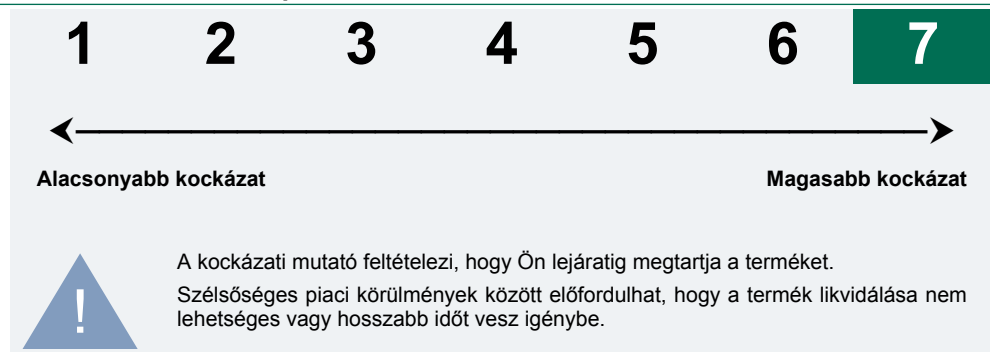 1 2 3 4 5 6 7
Alacsonyabb kockázat Magasabb kockázat
A kockázati mutató feltételezi, hogy Ön lejáratig megtartja a terméket.
Szélsőséges piaci körülmények között előfordulhat, hogy a termék likvidálása nem
lehetséges vagy hosszabb időt vesz igénybe.
!